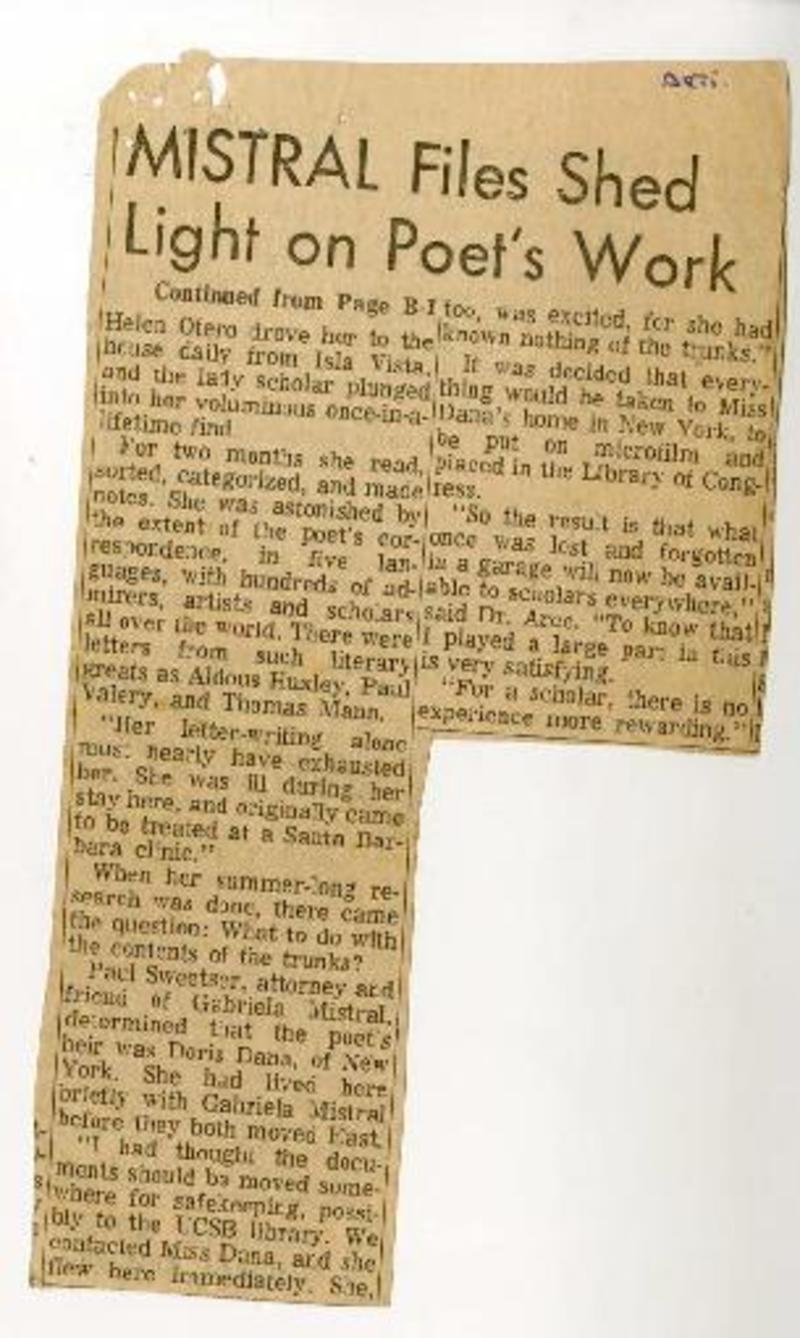 MISTRAL Files Shed
Light on Poet's Work
Continued from Page B-1
Helen Otero drove her to the
house daily from Isla Vista,
and the lady scholar plunged
into her voluminous once-in-a-
lifetime find
For two months she read,
sorted, categorized, and made
notes. She was astonished by
the extent of the poet's cor-
respondence, in five lan-
guages, with hundreds of ad-
mirers, artists and scholars
all over the world. There were
letters from such literary
greats as Aldous Huxley, Paul
Valery, and Thomas Mann.
"Her letter-writing alone
must nearly have exhausted
her. She was ill during her
stay here, and originally came
to be treated at a Santa Bar-
bara clinic."
When her summer-long re-
search was done, there came
the question: What to do with
the contents of the trunks?
Paul Sweetser, attorney and
friend of Gabriela Mistral,
determined that the poet's
heir was Doris Dana, of New
York. She had lived here
briefly with Gabriela Mistral
before they both moved East.
"I had thought the docu-
ments should be moved some-
where for safekeeping, possi-
bly to the UCSB library. We
contacted Miss Dana, and she
flew here immediately. She,
too, was excited, for she had
known nothing of the trunks."
It was decided that every-
thing would be taken to Miss
Dana's home in New York, to
be put on microfilm and
placed in the Library of Cong-
ress.
"So the result is that what
once was lost and forgotten
in a garage will now be avail-
able to scholars everywhere,"
said Dr. Arce. "To know that
I played a large part in this
is very satisfying.
"For a scholar, there is no
experience more rewarding."